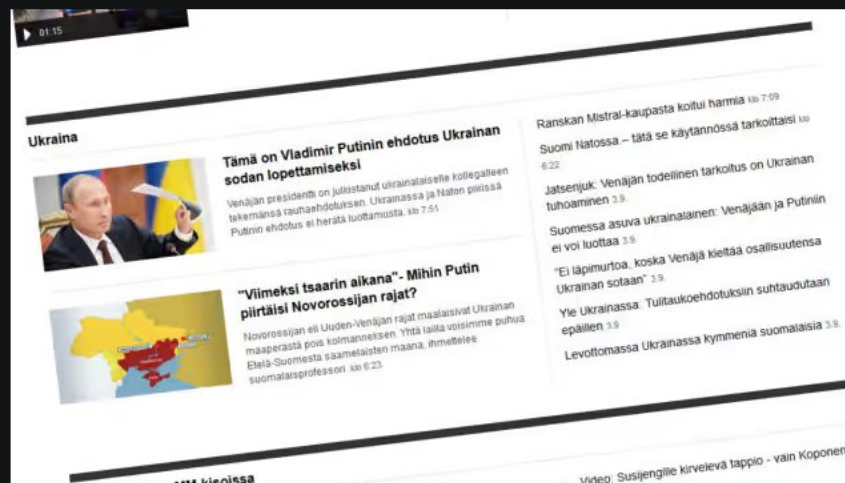 01:15
Ukraina
Tämä on Vladimir Putinin ehdotus Ukrainan
sodan lopettamiseksi
Venäjän presidentti on julkistanut ukrainalaiselle kollegalleen
tekemänsä rauhaehdotuksen. Ukrainassa ja Naton piirissä
Putinin ehdotus ei herätä luottamusta. klo 7:51
"Viimeksi tsaarin aikana"- Mihin Putin
piirtäisi Novorossijan rajat?
Novorossijan eli Uuden-Venäjän rajat maalaisivat Ukrainan
maaperästä pois kolmanneksen. Yhtä lailla voisimme puhua
Etelä-Suomesta saamelaisten maana, ihmettelee
suomalaisprofessori. klo 6:23
Ranskan Mistral-kaupasta koitui harmia klo 7:09
Suomi Natossa – tätä se käytännössä tarkoittaisi klo
6:22
Jatsenjuk: Venäjän todellinen tarkoitus on Ukrainan
tuhoaminen 3.9.
Suomessa asuva ukrainalainen: Venäjään ja Putiniin
ei voi luottaa 3.9.
"Ei läpimurtoa, koska Venäjä kieltää osallisuutensa
Ukrainan sotaan" 3.9.
Yle Ukrainassa: Tulitaukoehdotuksiin suhtaudutaan
epäillen 3.9
Levottomassa Ukrainassa kymmeniä suomalaisia 3.9.
MM-kisoissa
Video: Susijengille kirvelevä tappio - vain Koponen